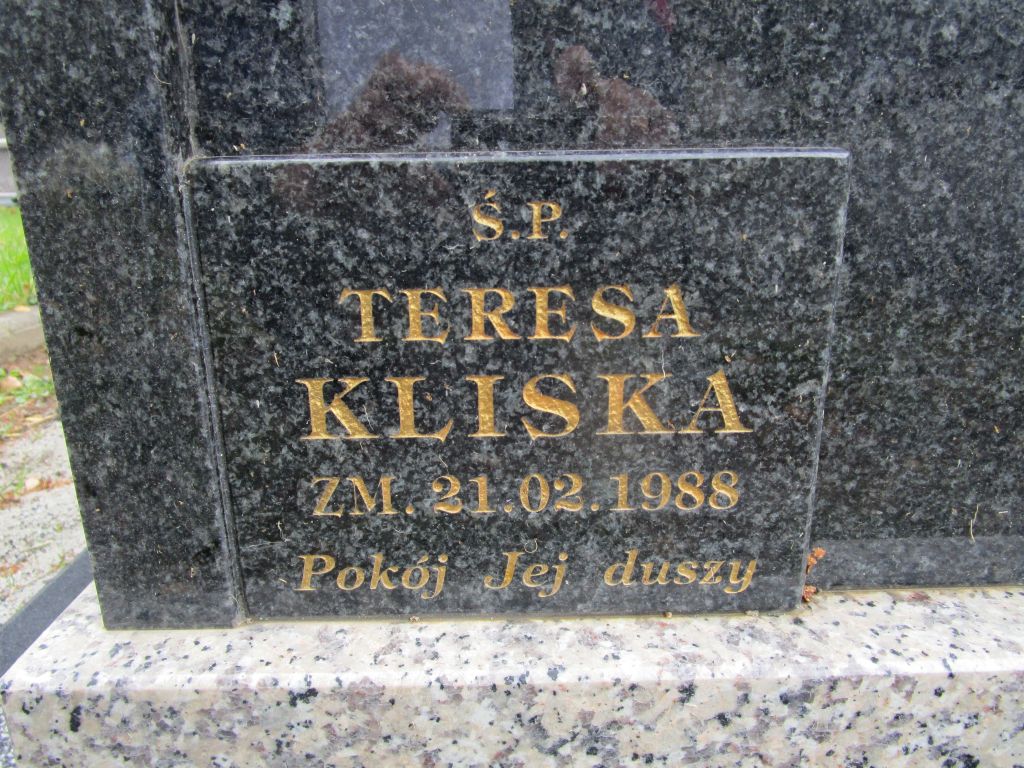 Ś.P.
TERESA
KLISKA
ZM. 21.02.1988
Pokój Jej duszy